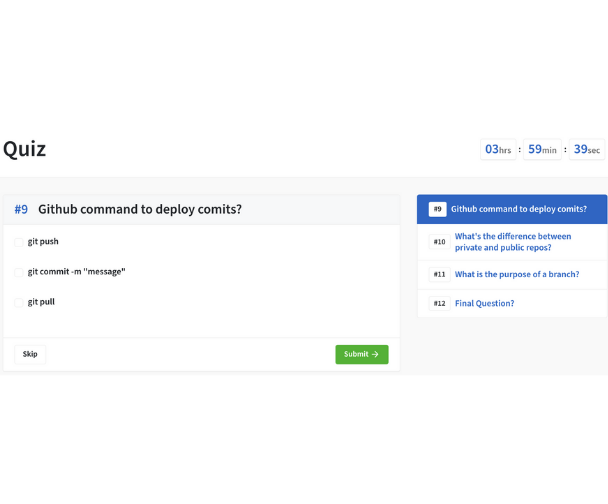 Quiz
03hrs : 59min : 39sec
#9 Github command to deploy comits?
git push
git commit -m "message"
git pull
Skip
Submit →
#9 Github command to deploy comits?
#10 What's the difference between
private and public repos?
#11 What is the purpose of a branch?
#12 Final Question?